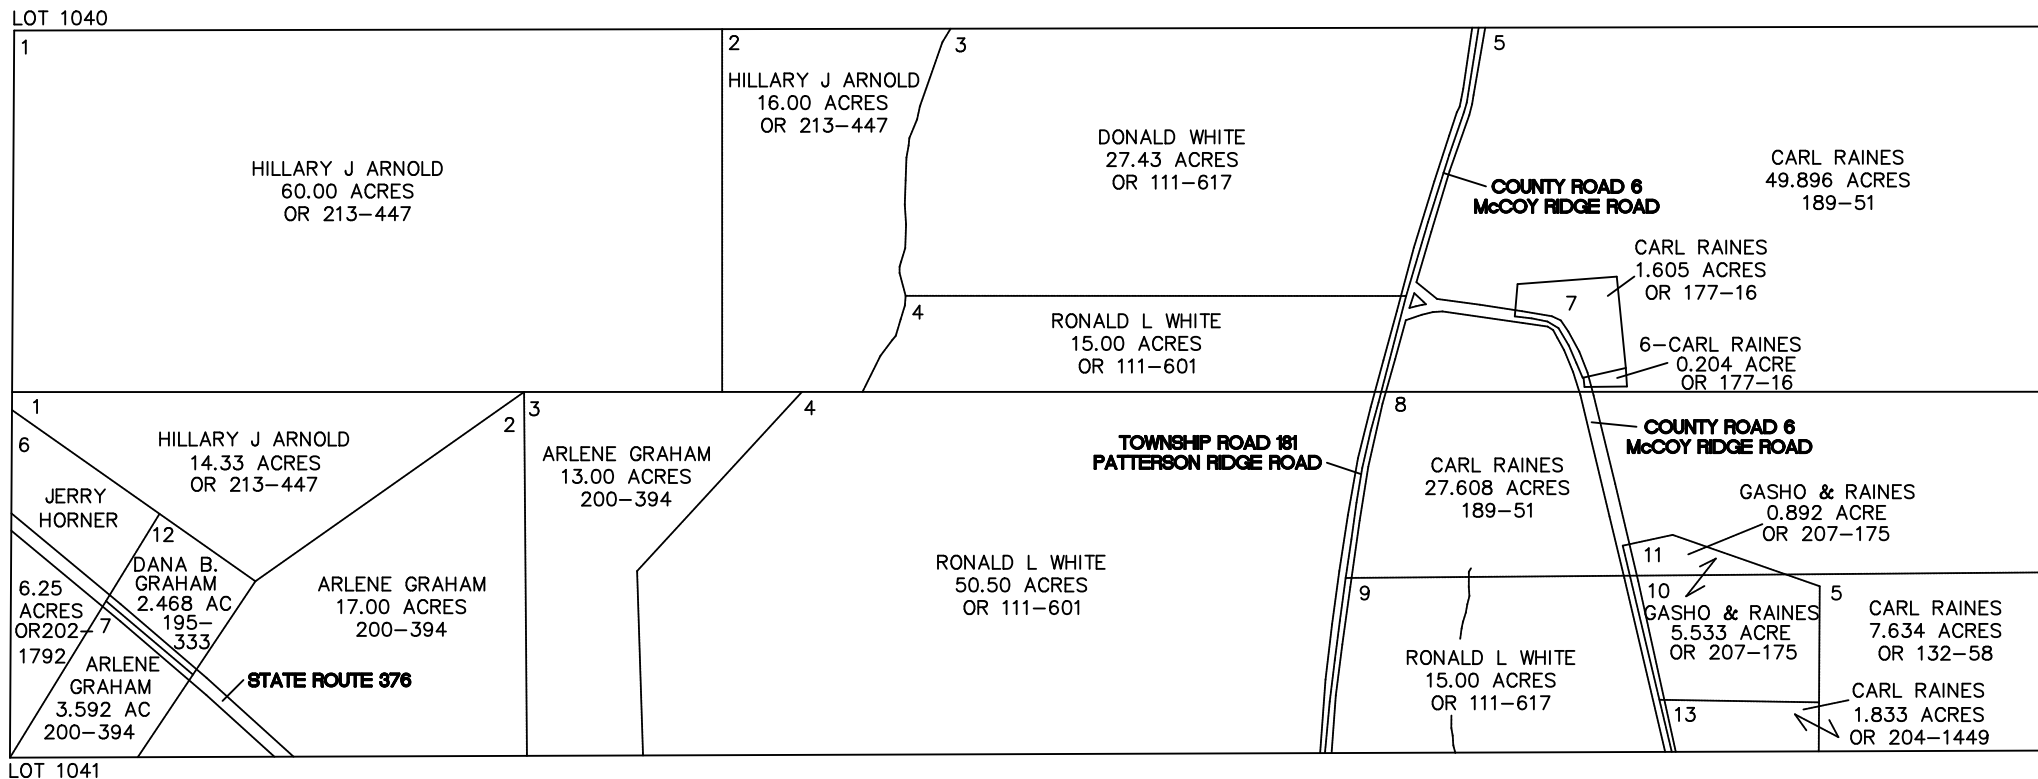 LOT 1040
1
HILLARY J ARNOLD
60.00 ACRES
OR 213-447
2
HILLARY J ARNOLD
16.00 ACRES
OR 213-447
3
DONALD WHITE
27.43 ACRES
OR 111-617
4
RONALD L WHITE
15.00 ACRES
OR 111-601
5
CARL RAINES
49.896 ACRES
189-51
COUNTY ROAD 6
McCOY RIDGE ROAD
CARL RAINES
1.605 ACRES
OR 177-16
7
6-CARL RAINES
0.204 ACRE
OR 177-16
1
HILLARY J ARNOLD
14.33 ACRES
OR 213-447
2
ARLENE GRAHAM
17.00 ACRES
200-394
3
ARLENE GRAHAM
13.00 ACRES
200-394
4
RONALD L WHITE
50.50 ACRES
OR 111-601
TOWNSHIP ROAD 181
PATTERSON RIDGE ROAD
6
JERRY
HORNER
6.25
ACRES
OR202-
1792
12
DANA B.
GRAHAM
2.468 AC
195-
333
7
ARLENE
GRAHAM
3.592 AC
200-394
STATE ROUTE 376
8
CARL RAINES
27.608 ACRES
189-51
COUNTY ROAD 6
McCOY RIDGE ROAD
GASHO & RAINES
0.892 ACRE
OR 207-175
11
9
RONALD L WHITE
15.00 ACRES
OR 111-617
10
GASHO & RAINES
5.533 ACRE
OR 207-175
5
CARL RAINES
7.634 ACRES
OR 132-58
13
CARL RAINES
1.833 ACRES
OR 204-1449
LOT 1041